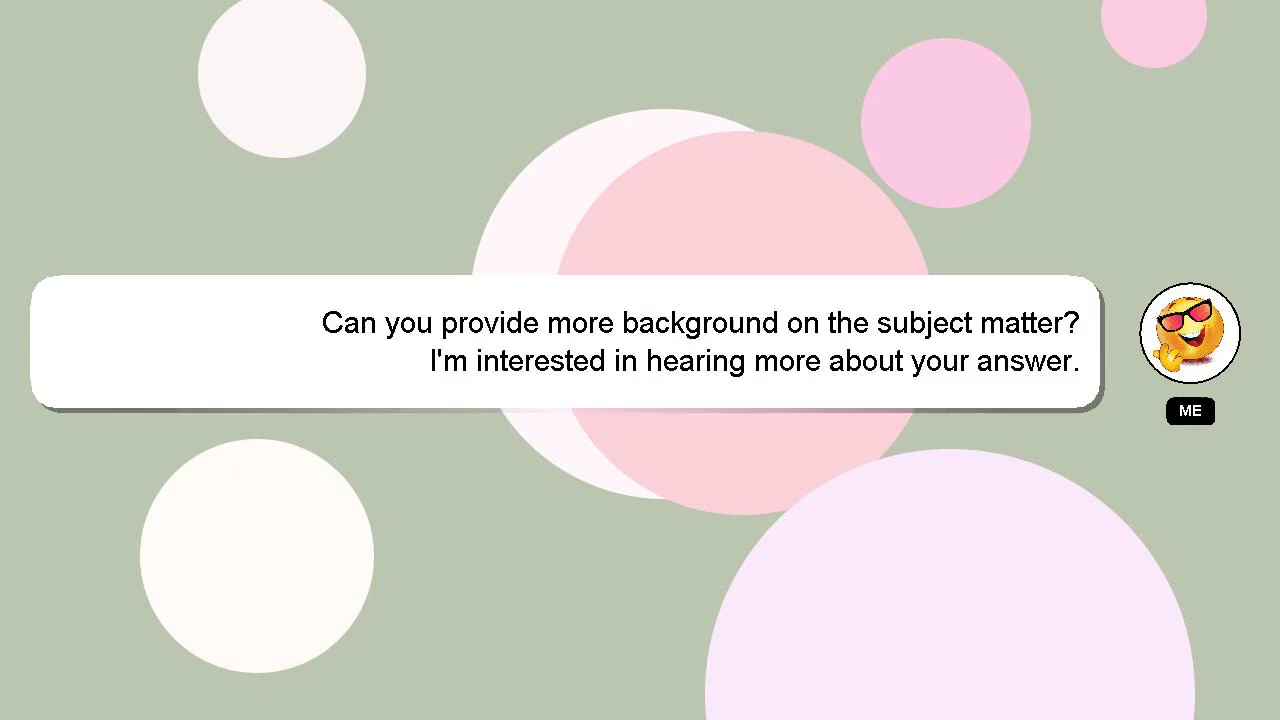 Can you provide more background on the subject matter?
I'm interested in hearing more about your answer.
ME